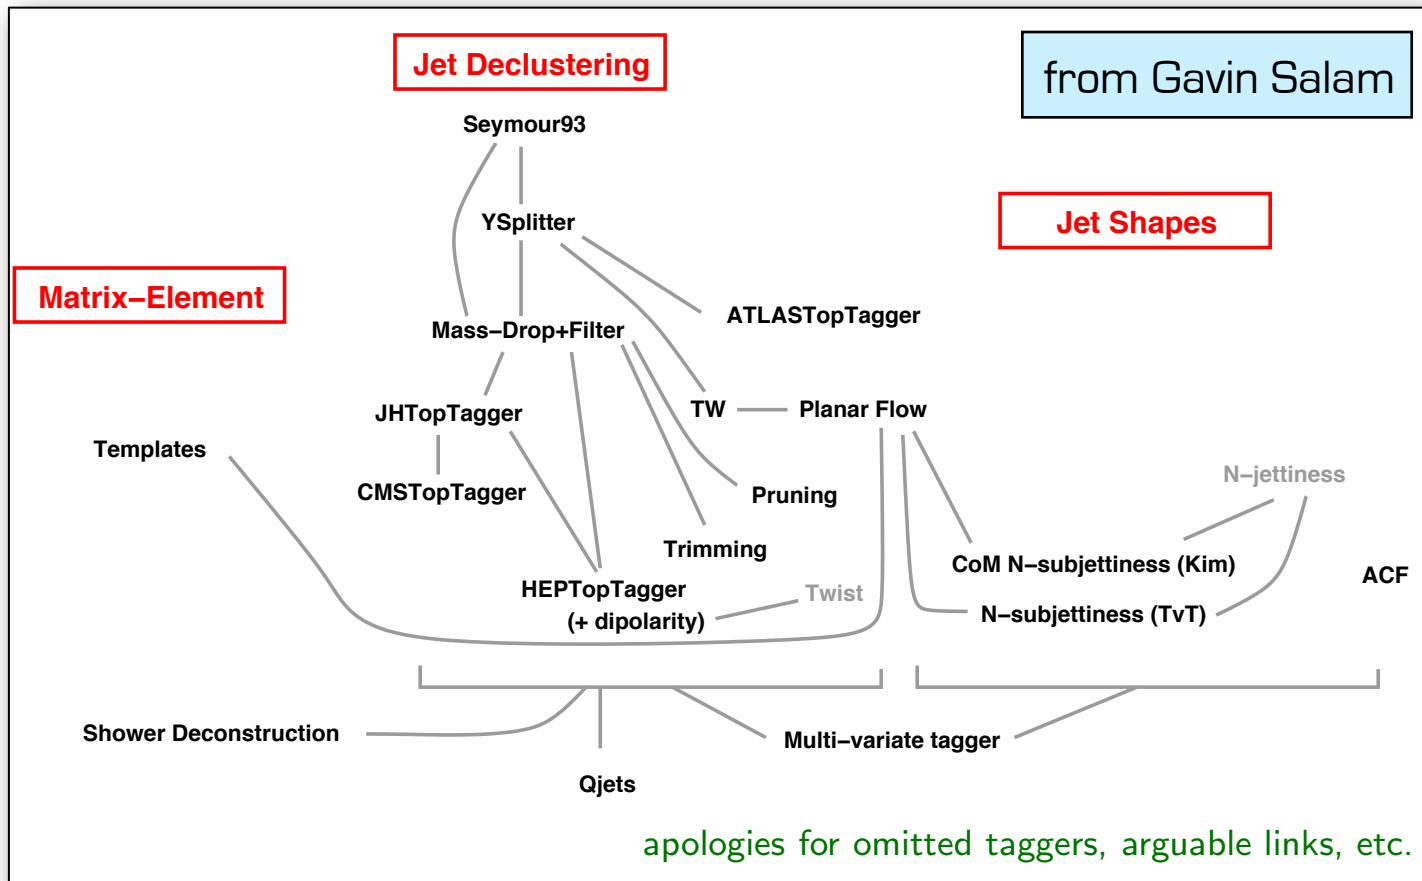 Jet Declustering
from Gavin Salam
Seymour93
YSplitter
Jet Shapes
Matrix−Element
ATLASTopTagger
Mass−Drop+Filter
JHTopTagger
TW
Planar Flow
Templates
N−jettiness
CMSTopTagger
Pruning
Trimming
CoM N−subjettiness (Kim)
ACF
HEPTopTagger
(+ dipolarity)
Twist
N−subjettiness (TvT)
Shower Deconstruction
Multi−variate tagger
Qjets
apologies for omitted taggers, arguable links, etc.